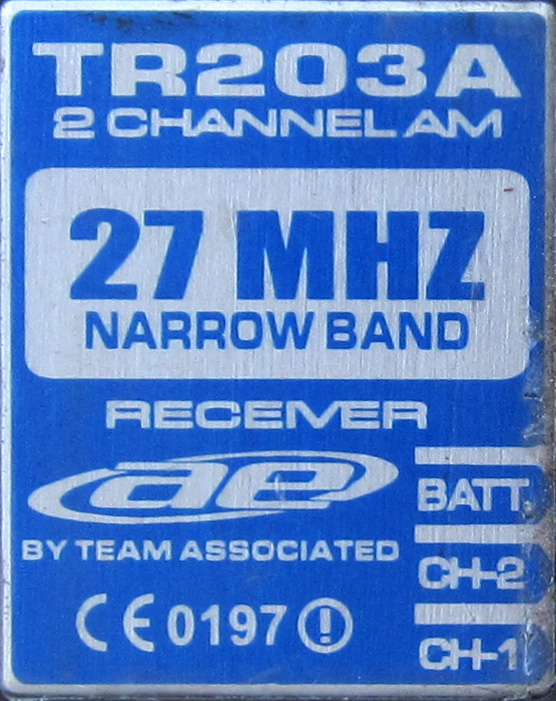 TR203A
2 CHANNEL AM
27 MHZ
NARROW BAND
RECEIVER
ae
BY TEAM ASSOCIATED
BATT.
CH-2
CH-1
CE 0197